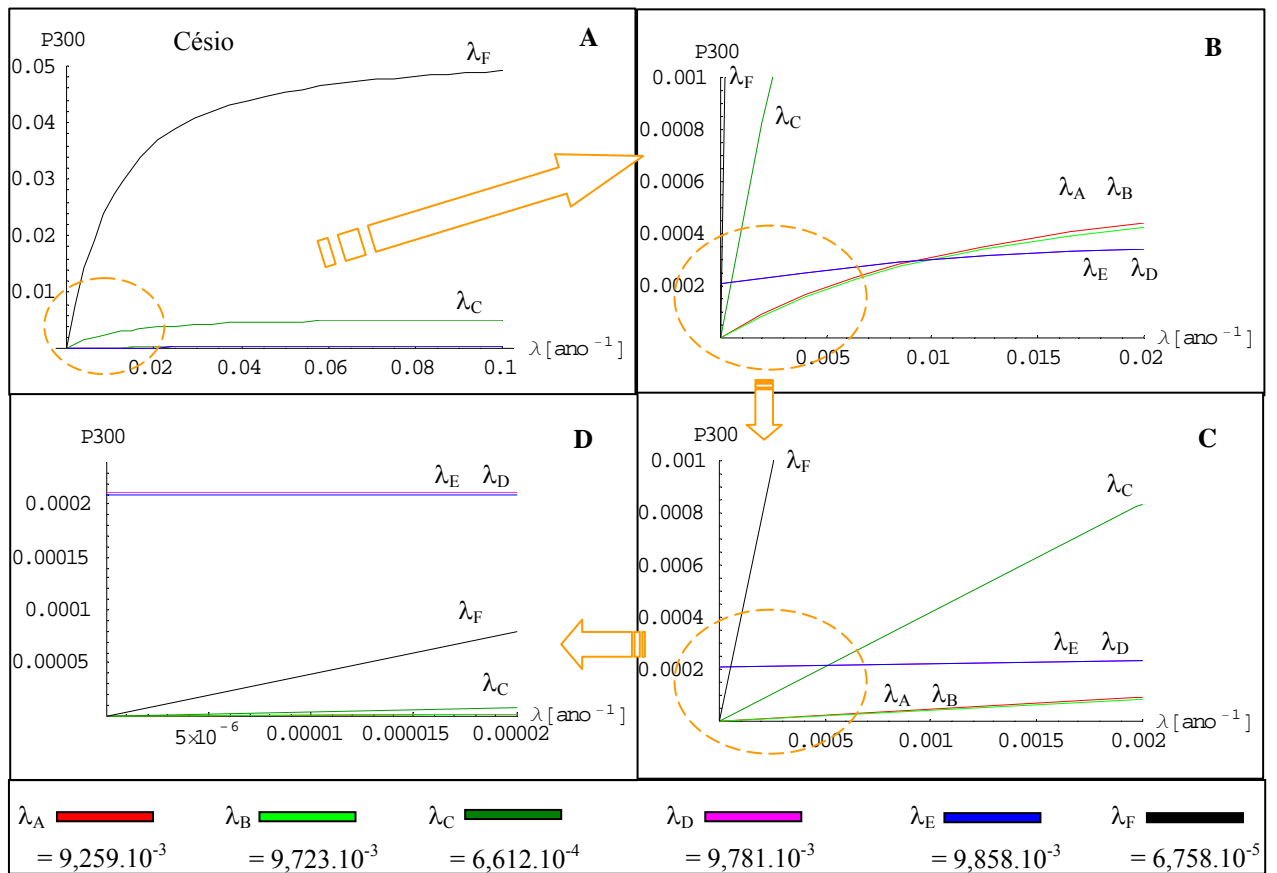 P300 Césio A
0.05
λF
0.04
0.03
0.02
0.01
λC
λ[ano⁻¹]
0.02 0.04 0.06 0.08 0.1
P300 B
0.001
λF
λC
0.0008
0.0006
λA λB
0.0004
λE λD
0.0002
λ[ano⁻¹]
0.005 0.01 0.015 0.02
P300 D
λE λD
0.0002
0.00015
0.0001
λF
0.00005
λC
λ[ano⁻¹]
5×10⁻⁶ 0.00001 0.000015 0.00002
P300 C
0.001
λF
λC
0.0008
0.0006
0.0004
λE λD
0.0002
λA λB
λ[ano⁻¹]
0.0005 0.001 0.0015 0.002
λA λB λC λD λE λF
= 9,259.10⁻³ = 9,723.10⁻³ = 6,612.10⁻⁴ = 9,781.10⁻³ = 9,858.10⁻³ = 6,758.10⁻⁵